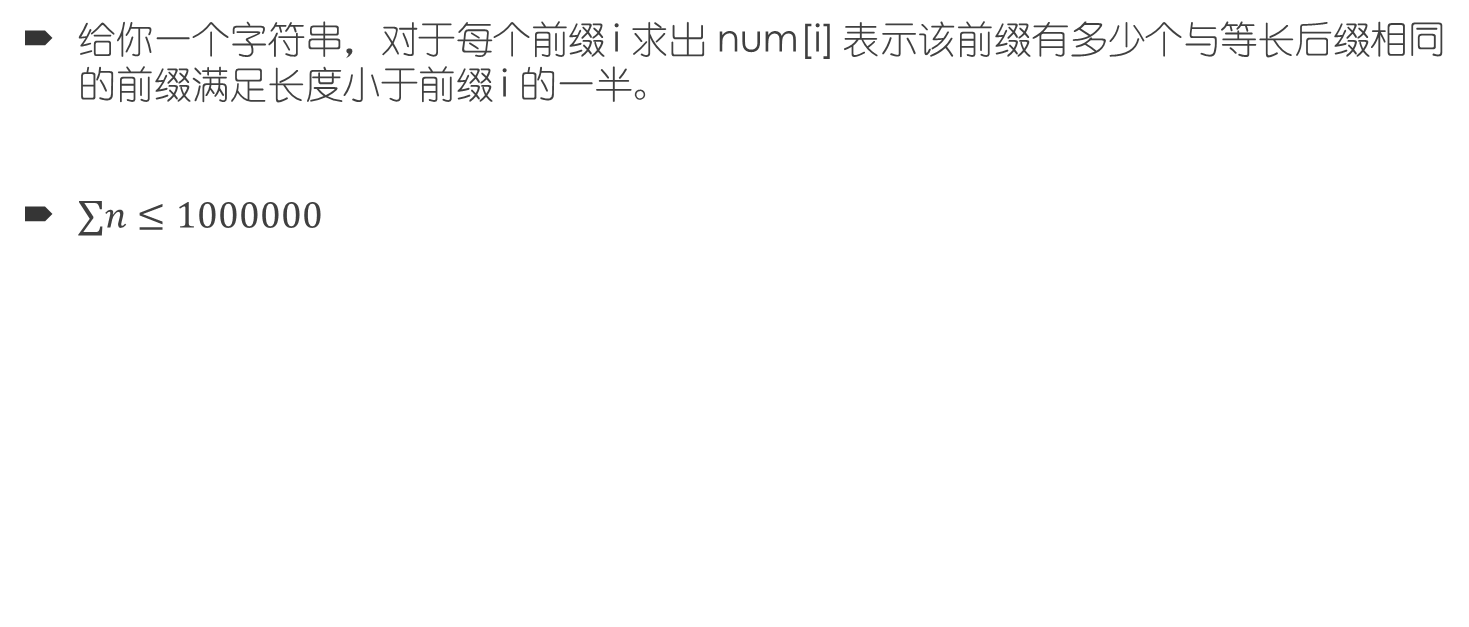 给你一个字符串，对于每个前缀i求出 num[i] 表示该前缀有多少个与等长后缀相同
的前缀满足长度小于前缀i的一半。
∑n ≤ 1000000